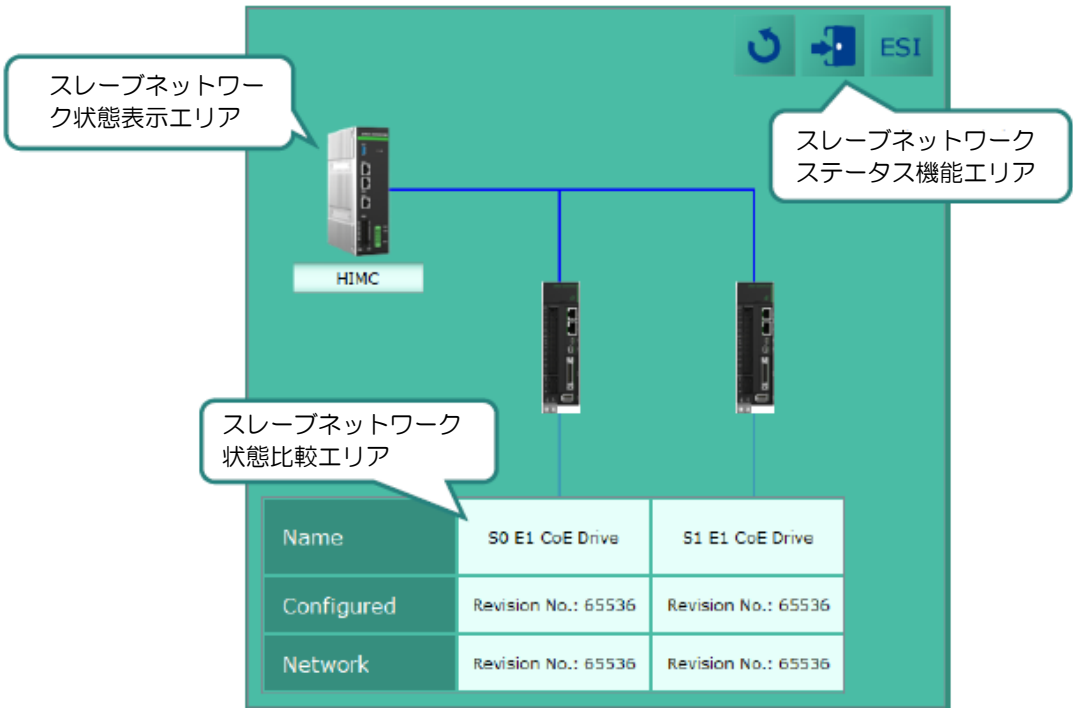 ESI
スレーブネットワー
ク状態表示エリア
スレーブネットワーク
ステータス機能エリア
HIMC
スレーブネットワーク
状態比較エリア
Name
S0 E1 CoE Drive
S1 E1 CoE Drive
Configured
Revision No.: 65536
Revision No.: 65536
Network
Revision No.: 65536
Revision No.: 65536